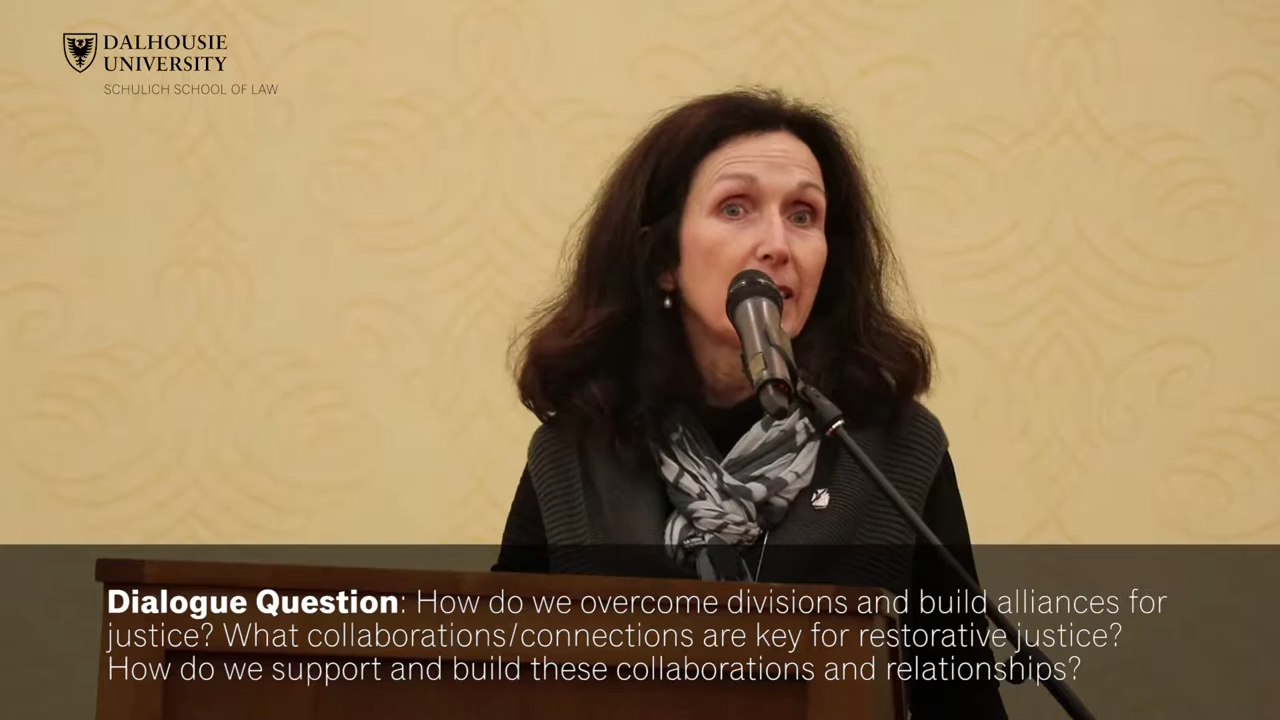 DALHOUSIE
UNIVERSITY
SCHULICH SCHOOL OF LAW
Dialogue Question: How do we overcome divisions and build alliances for
justice? What collaborations/connections are key for restorative justice?
How do we support and build these collaborations and relationships?